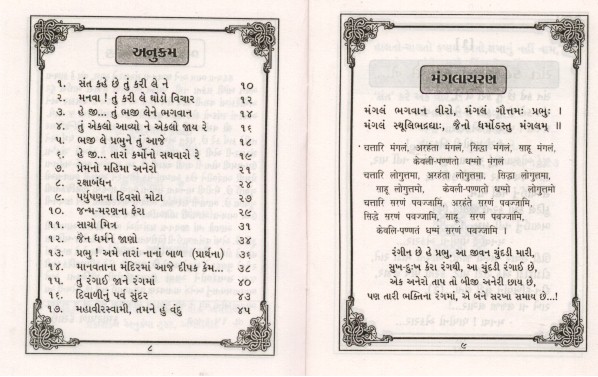 અનુક્રમ
૧. સંત કહે છે તું કરી લે ને ૧૦
૨. મનવા ! તું કરી લે થોડો વિચાર ૧૨
૩. હે જી... તું ભજી લેને ભગવાન ૧૪
૪. તું એકલો આવ્યો ને એકલો જાય રે ૧૬
૫. ભજી લે પ્રભુને તું આજે ૧૮
૬. હે જી... તારાં કર્મોનો સથવારો રે ૧૯
૭. પ્રેમનો મહિમા અનેરો ૨૧
૮. રક્ષાબંધન ૨૪
૯. પર્યુષણના દિવસો મોટા ૨૭
૧૦. જન્મ-મરણના ફેરા ૨૯
૧૧. સાચો મિત્ર ૩૧
૧૨. જૈન ધર્મને જાણો ૩૪
૧૩. પ્રભુ ! અમે તારાં નાનાં બાળ (પ્રાર્થના) ૩૬
૧૪. માનવતાના મંદિરમાં આજે દીપક કેમ... ૩૮
૧૫. તું રંગાઈ જાને રંગમાં ૪૦
૧૬. દિવાળીનું પર્વ સુંદર ૪૩
૧૭. મહાવીરસ્વામી, તમને હું વંદુ ૪૫
૮
મંગલાચરણ
મંગલં ભગવાન વીરો, મંગલં ગૌતમઃ પ્રભુઃ ।
મંગલં સ્થૂલિભદ્રાદ્યાઃ, જૈનો ધર્મોઽસ્તુ મંગલમ્ ॥
ચત્તારિ મંગલં, અરહંતા મંગલં, સિદ્ધા મંગલં, સાહૂ મંગલં,
કેવલી-પણ્ણતો ધમ્મો મંગલં
ચત્તારિ લોગુત્તમા, અરહંતા લોગુત્તમા, સિદ્ધા લોગુત્તમા,
સાહૂ લોગુત્તમો, કેવલી-પણ્ણતો ધમ્મો લોગુત્તમો
ચત્તારિ સરણં પવજ્જામિ, અરહંતે સરણં પવજ્જામિ,
સિદ્ધે સરણં પવજ્જામિ, સાહૂ સરણં પવજ્જામિ,
કેવલિ-પણ્ણતં ધમ્મં સરણં પવજ્જામિ.
રંગીન છે હે પ્રભુ, આ જીવન ચુંદડી મારી,
સુખ-દુઃખ કેરા રંગથી, આ ચુંદડી રંગાઈ છે,
એક અનેરો તાપ તો બીજી અનેરી છાય છે,
પણ તારી ભક્તિના રંગમાં, એ બંને સરખા સમાવ છે...!
૯